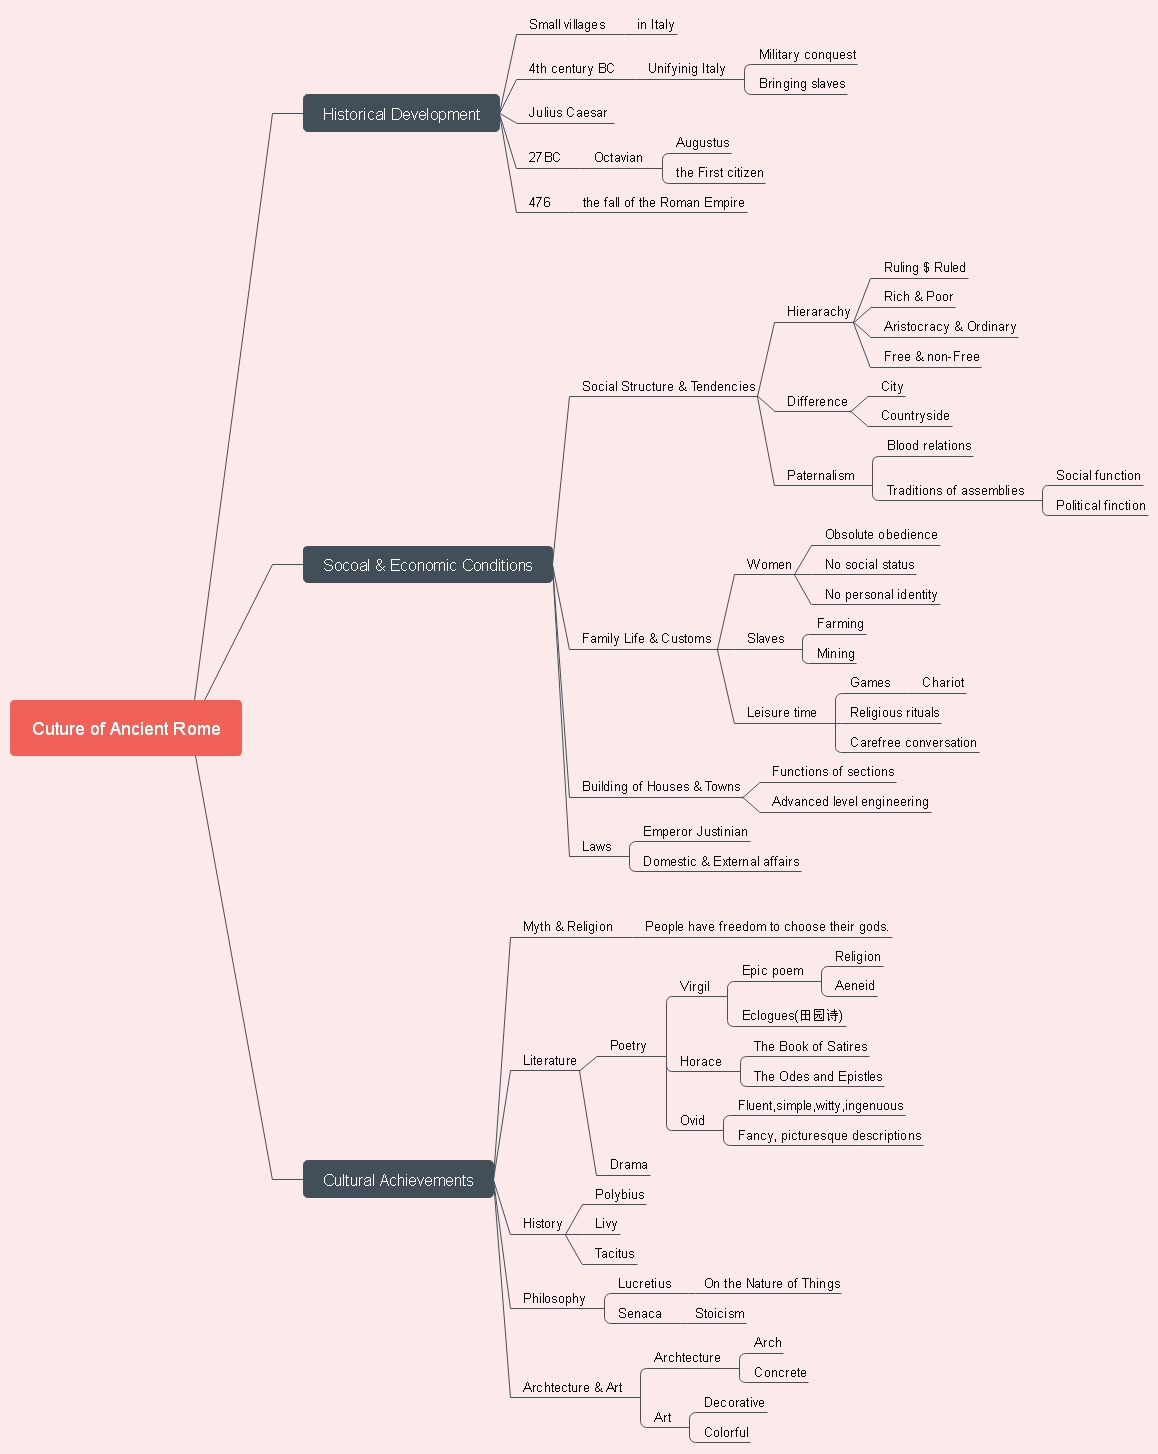 Cuture of Ancient Rome
Historical Development
Small villages
in Italy
4th century BC
Unifyinig Italy
Military conquest
Bringing slaves
Julius Caesar
27BC
Octavian
Augustus
the First citizen
476
the fall of the Roman Empire
Socoal & Economic Conditions
Social Structure & Tendencies
Hierarachy
Ruling $ Ruled
Rich & Poor
Aristocracy & Ordinary
Free & non-Free
Difference
City
Countryside
Paternalism
Blood relations
Traditions of assemblies
Social function
Political finction
Family Life & Customs
Women
Obsolute obedience
No social status
No personal identity
Slaves
Farming
Mining
Leisure time
Games
Chariot
Religious rituals
Carefree conversation
Building of Houses & Towns
Functions of sections
Advanced level engineering
Laws
Emperor Justinian
Domestic & External affairs
Cultural Achievements
Myth & Religion
People have freedom to choose their gods.
Literature
Poetry
Virgil
Epic poem
Religion
Aeneid
Eclogues(田园诗)
Horace
The Book of Satires
The Odes and Epistles
Ovid
Fluent,simple,witty,ingenuous
Fancy, picturesque descriptions
Drama
History
Polybius
Livy
Tacitus
Philosophy
Lucretius
On the Nature of Things
Senaca
Stoicism
Archtecture & Art
Archtecture
Arch
Concrete
Art
Decorative
Colorful